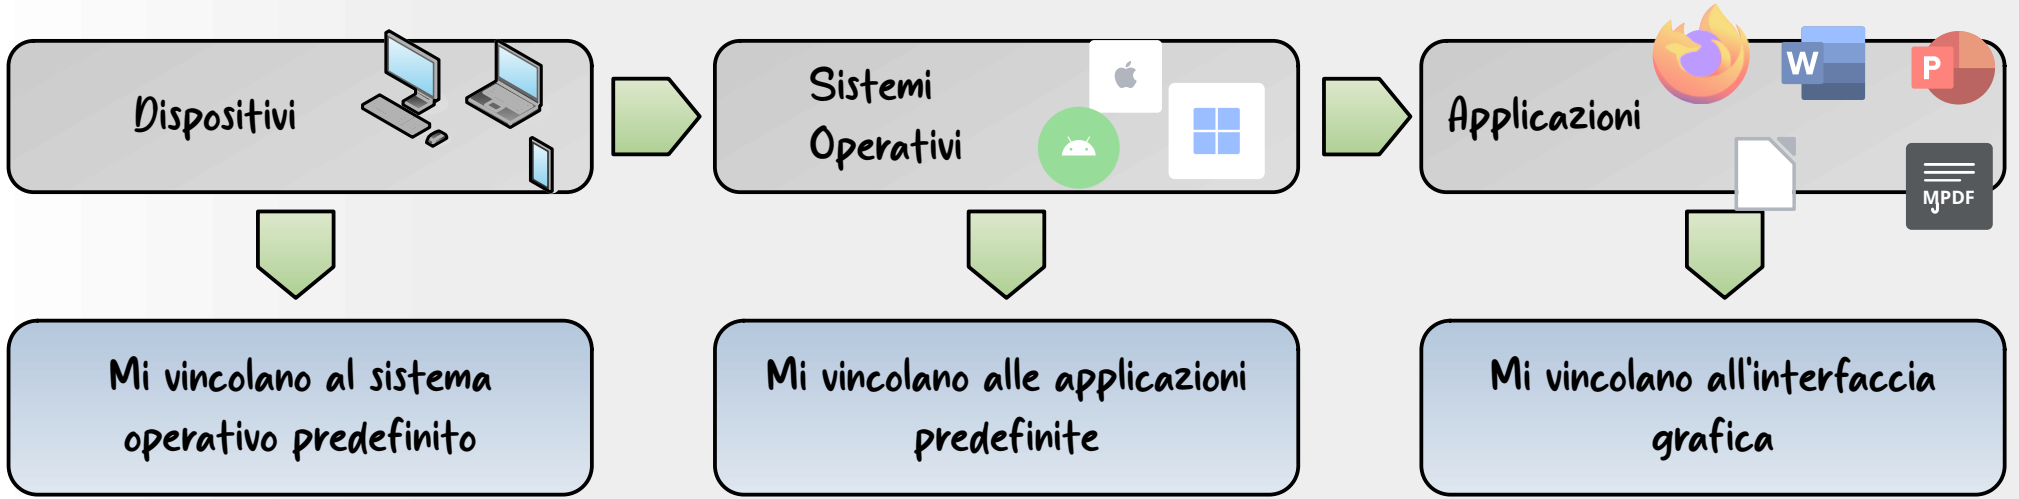 Dispositivi
Sistemi
Operativi
Applicazioni
W
P
MPDF
Mi vincolano al sistema
operativo predefinito
Mi vincolano alle applicazioni
predefinite
Mi vincolano all'interfaccia
grafica